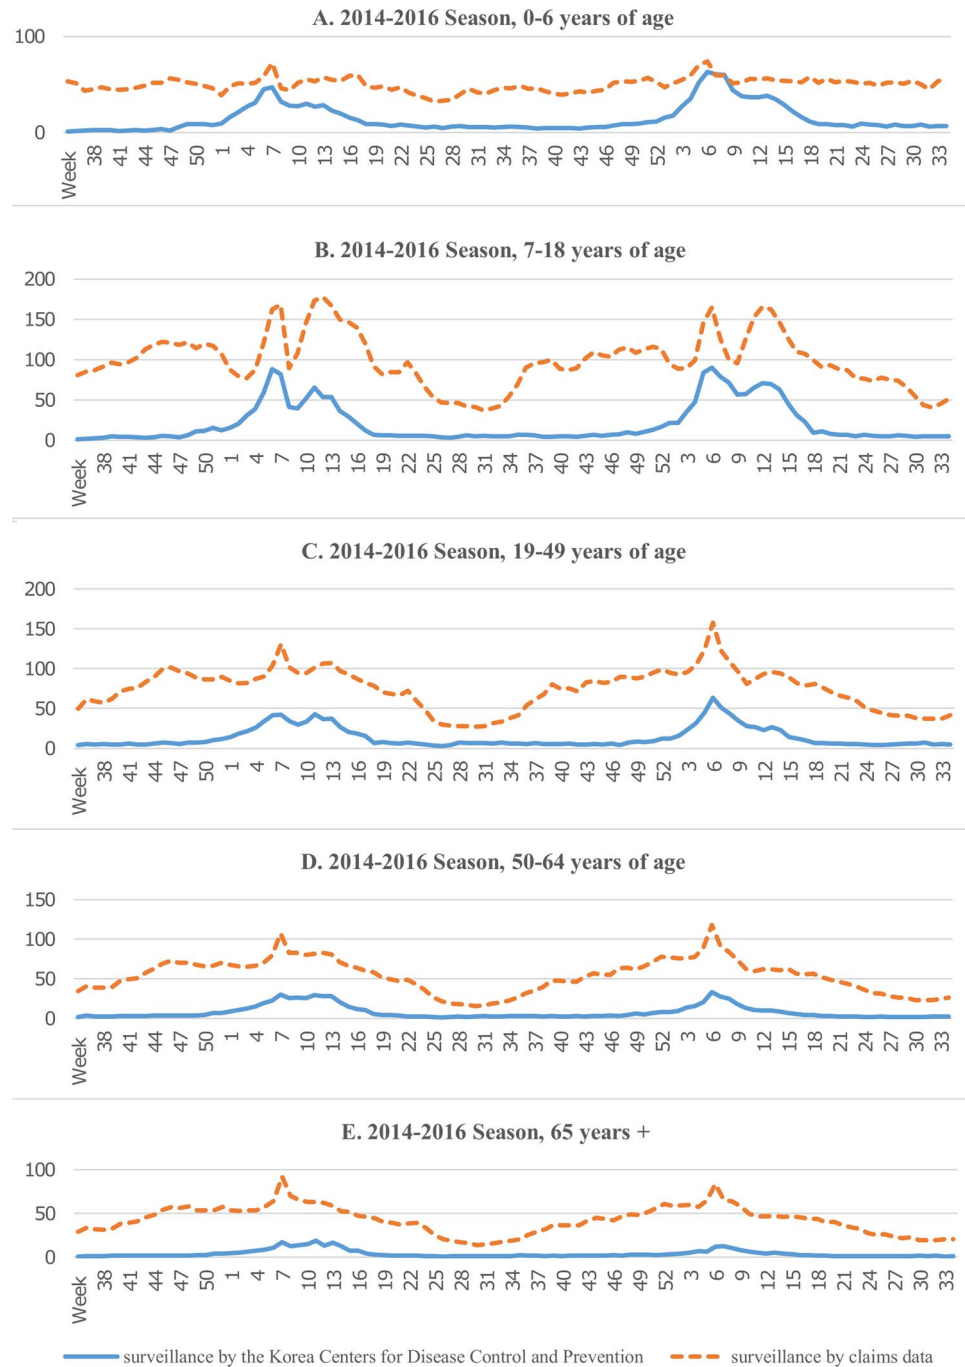 A. 2014-2016 Season, 0-6 years of age
100
0
Week 38 41 44 47 50 1 4 7 10 13 16 19 22 25 28 31 34 37 40 43 46 49 52 3 6 9 12 15 18 21 24 27 30 33
B. 2014-2016 Season, 7-18 years of age
200
150
100
50
0
Week 38 41 44 47 50 1 4 7 10 13 16 19 22 25 28 31 34 37 40 43 46 49 52 3 6 9 12 15 18 21 24 27 30 33
C. 2014-2016 Season, 19-49 years of age
200
150
100
50
0
Week 38 41 44 47 50 1 4 7 10 13 16 19 22 25 28 31 34 37 40 43 46 49 52 3 6 9 12 15 18 21 24 27 30 33
D. 2014-2016 Season, 50-64 years of age
150
100
50
0
Week 38 41 44 47 50 1 4 7 10 13 16 19 22 25 28 31 34 37 40 43 46 49 52 3 6 9 12 15 18 21 24 27 30 33
E. 2014-2016 Season, 65 years +
100
50
0
Week 38 41 44 47 50 1 4 7 10 13 16 19 22 25 28 31 34 37 40 43 46 49 52 3 6 9 12 15 18 21 24 27 30 33
surveillance by the Korea Centers for Disease Control and Prevention surveillance by claims data